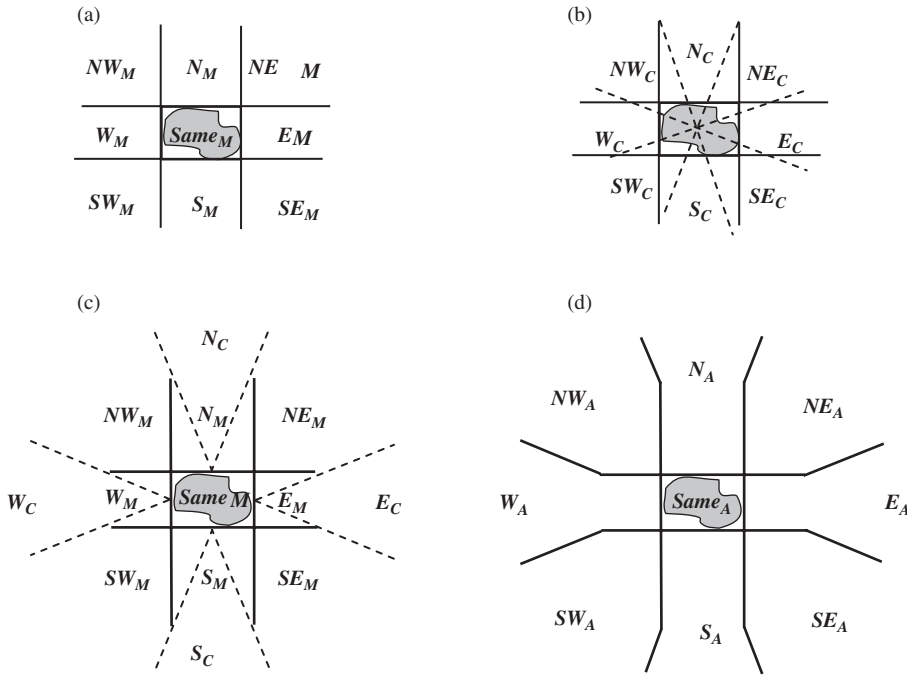 (a)
NW_M N_M NE M
W_M Same_M E_M
SW_M S_M SE_M
(b)
N_C
NW_C NE_C
W_C E_C
SW_C SE_C
S_C
(c)
N_C
NW_M N_M NE_M
W_C W_M Same M E_M E_C
SW_M S_M SE_M
S_C
(d)
N_A
NW_A NE_A
W_A Same_A E_A
SW_A S_A SE_A